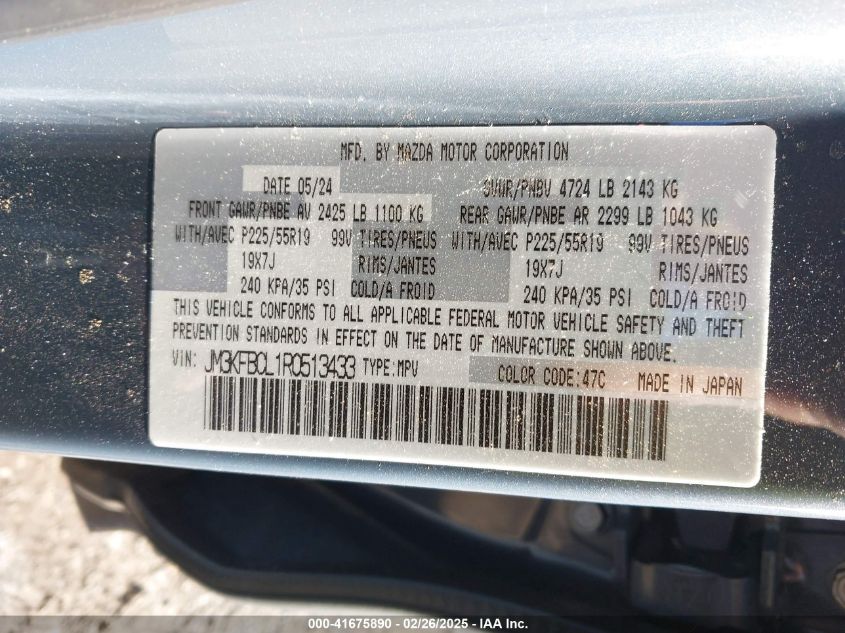 MFD. BY MAZDA MOTOR CORPORATION
DATE 05/24 GVWR/PNBV 4724 LB 2143 KG
FRONT GAWR/PNBE AV 2425 LB 1100 KG REAR GAWR/PNBE AR 2299 LB 1043 KG
WITH/AVEC P225/55R19 99V TIRES/PNEUS WITH/AVEC P225/55R19 99V TIRES/PNEUS
19X7J RIMS/JANTES 19X7J RIMS/JANTES
240 KPA/35 PSI COLD/A FROID 240 KPA/35 PSI COLD/A FROID
THIS VEHICLE CONFORMS TO ALL APPLICABLE FEDERAL MOTOR VEHICLE SAFETY AND THEFT
PREVENTION STANDARDS IN EFFECT ON THE DATE OF MANUFACTURE SHOWN ABOVE.
VIN: JM3KFBCL1R0513433 TYPE:MPV COLOR CODE:47C MADE IN JAPAN
000-41675890 - 02/26/2025 - IAA Inc.